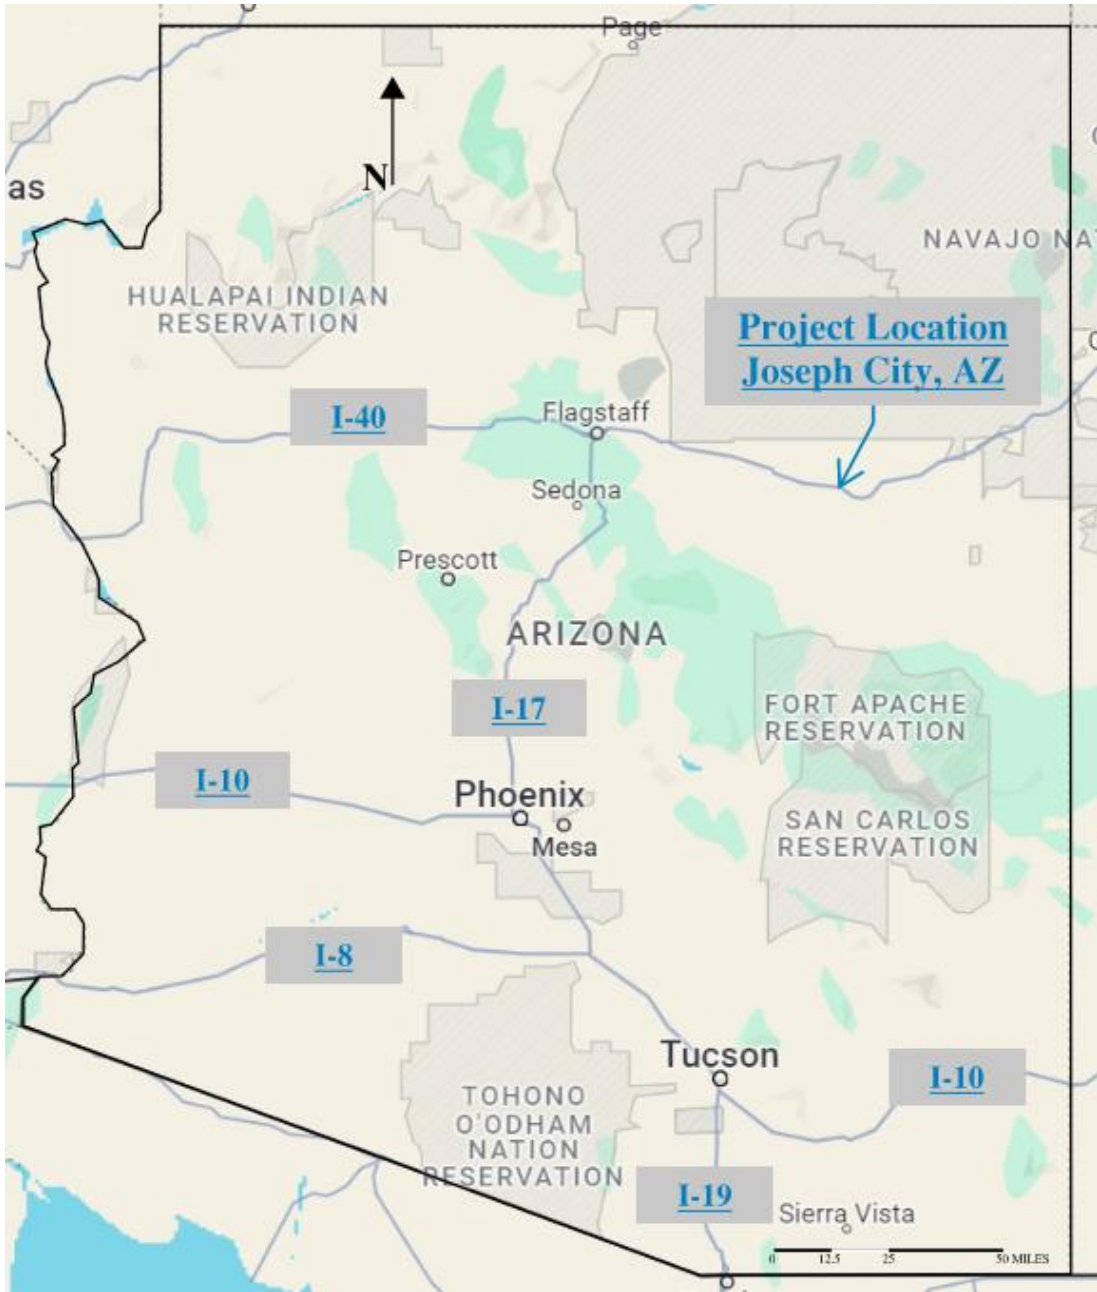 Page
N
as
NAVAJO NAT
HUALAPAI INDIAN
RESERVATION
Project Location
Joseph City, AZ
I-40
Flagstaff
Sedona
Prescott
ARIZONA
I-17
FORT APACHE
RESERVATION
I-10
Phoenix
Mesa
SAN CARLOS
RESERVATION
I-8
Tucson
I-10
TOHONO
O'ODHAM
NATION
RESERVATION
I-19
Sierra Vista
0 12.5 25 50 MILES